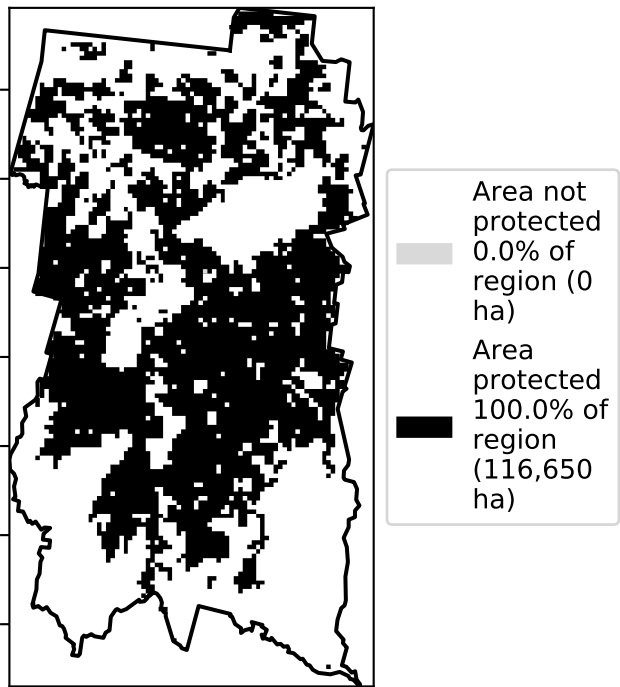 Area not
protected
0.0% of
region (0
ha)
Area
protected
100.0% of
region
(116,650
ha)